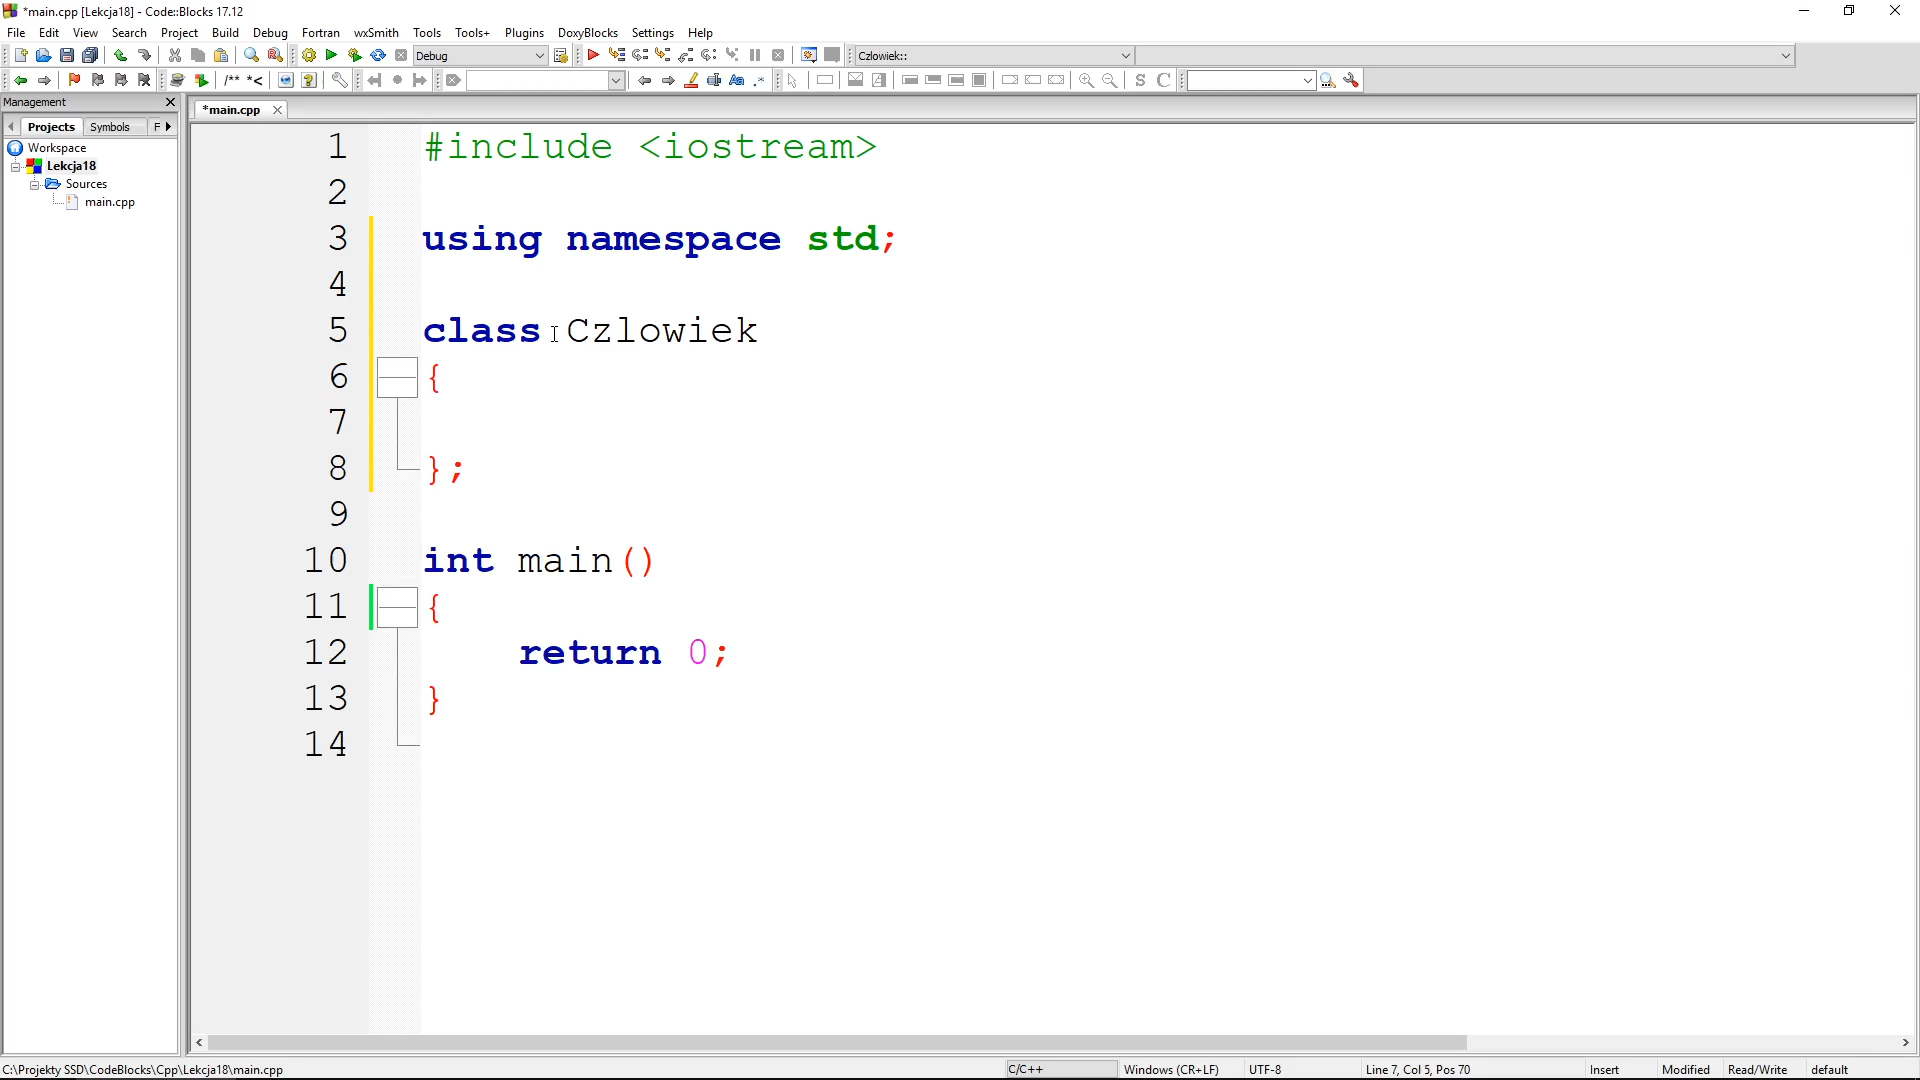 *main.cpp [Lekcja18] - Code::Blocks 17.12
File Edit View Search Project Build Debug Fortran wxSmith Tools Tools+ Plugins DoxyBlocks Settings Help
Debug
Czlowiek::
/** *<
Aa .* S C
Management
Projects Symbols F
*main.cpp
Workspace
Lekcja18
Sources
main.cpp
1 #include <iostream>
2
3 using namespace std;
4
5 class Czlowiek
6 {
7
8 };
9
10 int main()
11 {
12 return 0;
13 }
14
C:\Projekty SSD\CodeBlocks\Cpp\Lekcja18\main.cpp C/C++ Windows (CR+LF) UTF-8 Line 7, Col 5, Pos 70 Insert Modified Read/Write default